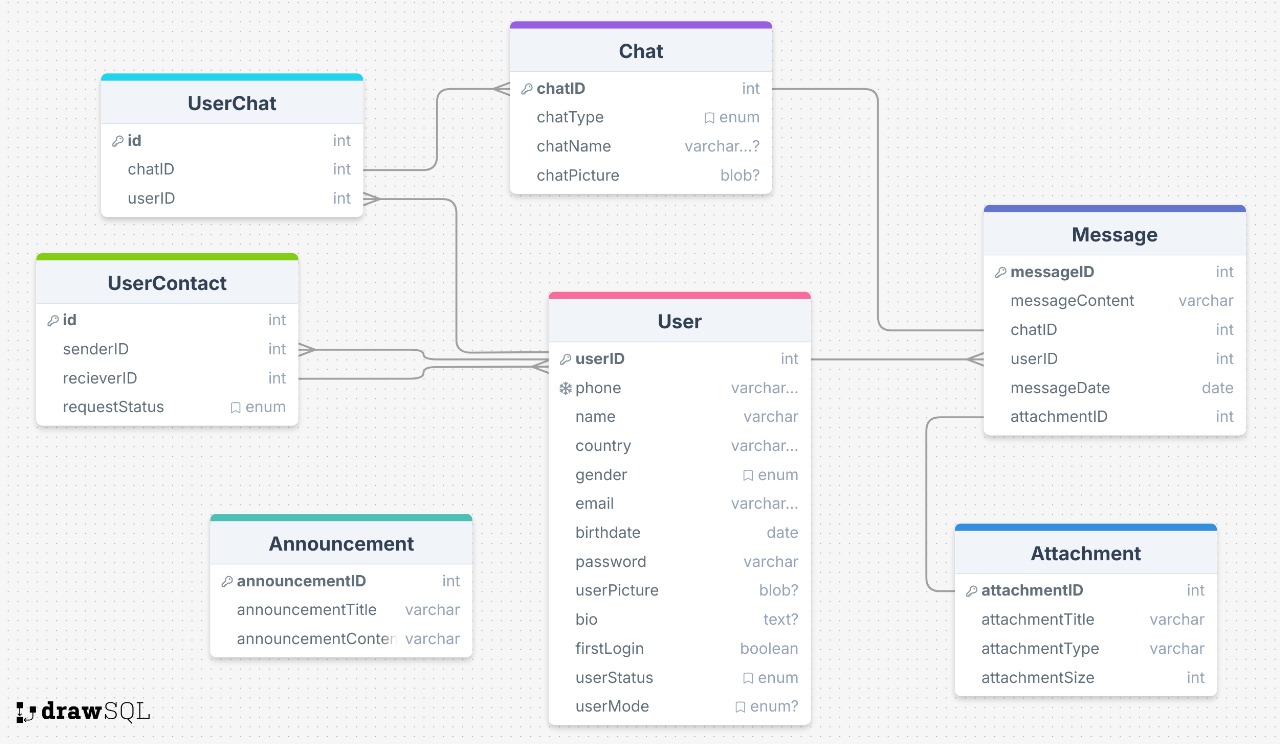 Chat
chatID int
chatType enum
chatName varchar...?
chatPicture blob?
UserChat
id int
chatID int
userID int
UserContact
id int
senderID int
recieverID int
requestStatus enum
User
userID int
phone varchar...
name varchar
country varchar...
gender enum
email varchar...
birthdate date
password varchar
userPicture blob?
bio text?
firstLogin boolean
userStatus enum
userMode enum?
Message
messageID int
messageContent varchar
chatID int
userID int
messageDate date
attachmentID int
Announcement
announcementID int
announcementTitle varchar
announcementConter varchar
Attachment
attachmentID int
attachmentTitle varchar
attachmentType varchar
attachmentSize int
drawSQL